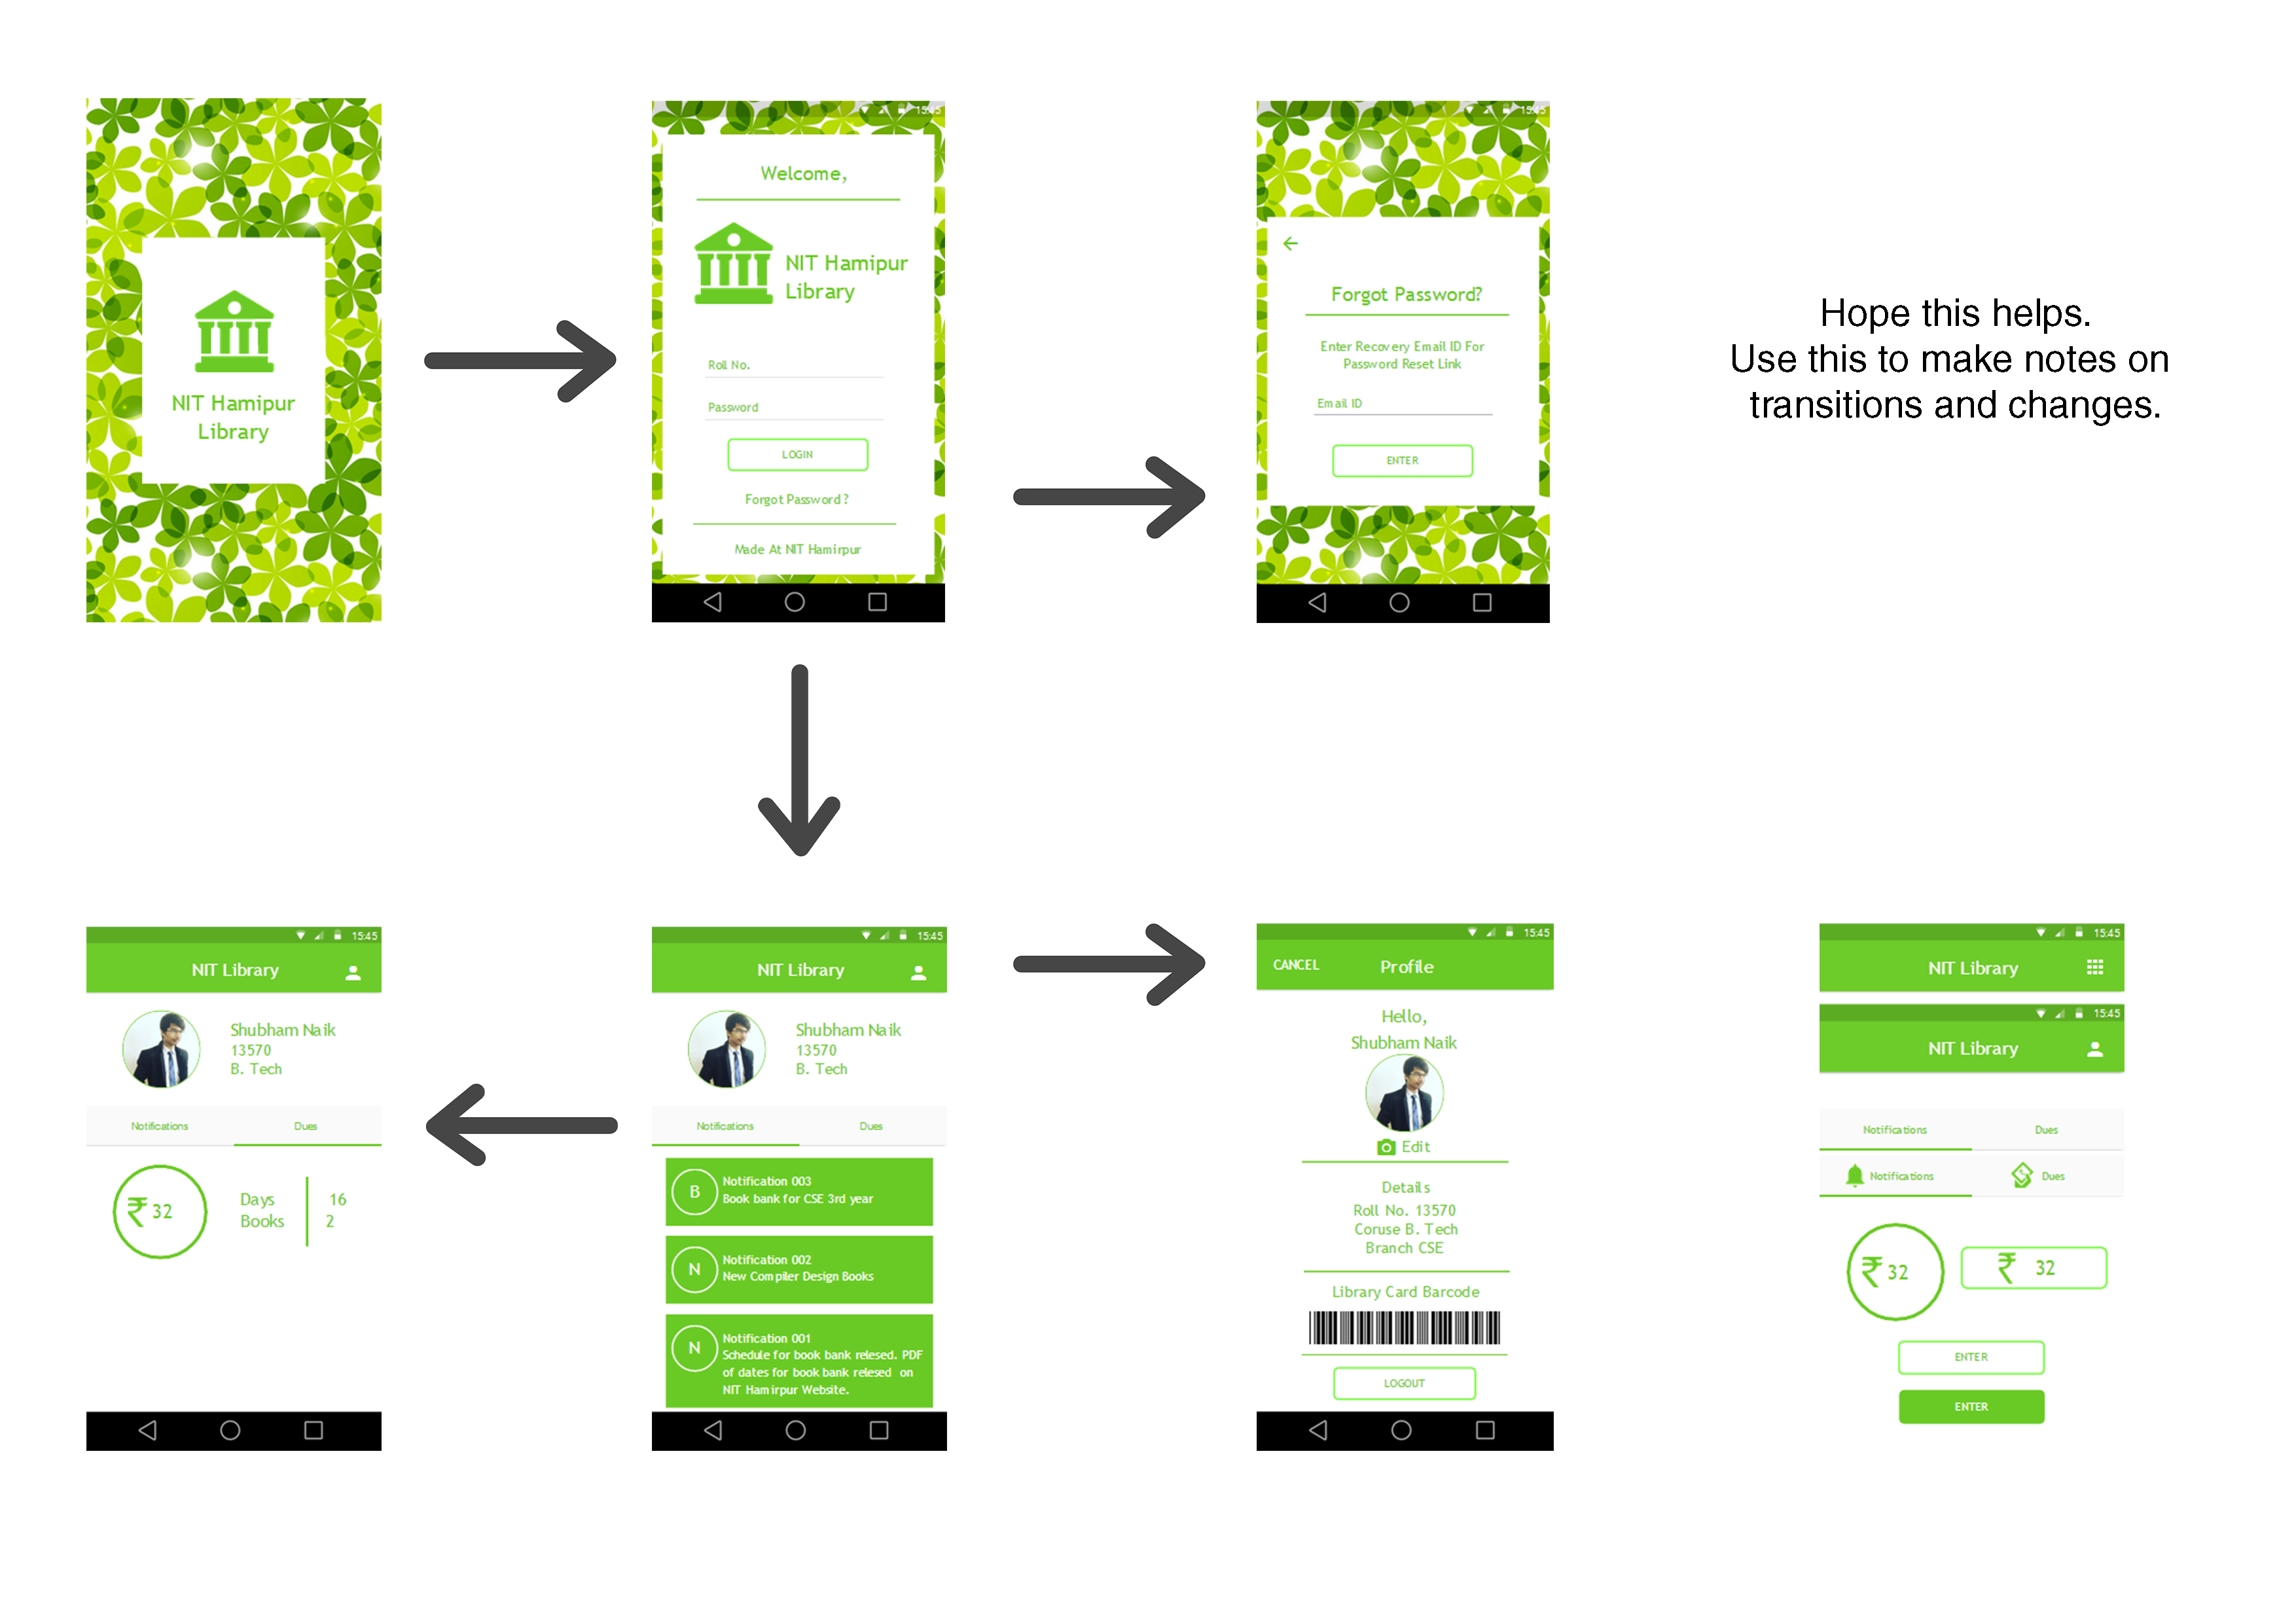 NIT Hamipur
Library
15:45
Welcome,
NIT Hamipur
Library
Roll No.
Password
LOGIN
Forgot Password ?
Made At NIT Hamirpur
15:45
Forgot Password?
Enter Recovery Email ID For
Password Reset Link
Email ID
ENTER
Hope this helps.
Use this to make notes on
transitions and changes.
15:45
NIT Library
Shubham Naik
13570
B. Tech
Notifications Dues
₹ 32
Days 16
Books 2
15:45
NIT Library
Shubham Naik
13570
B. Tech
Notifications Dues
B
Notification 003
Book bank for CSE 3rd year
N
Notification 002
New Compiler Design Books
N
Notification 001
Schedule for book bank relesed. PDF
of dates for book bank relesed on
NIT Hamirpur Website.
15:45
CANCEL Profile
Hello,
Shubham Naik
Edit
Details
Roll No. 13570
Coruse B. Tech
Branch CSE
Library Card Barcode
LOGOUT
15:45
NIT Library
15:45
NIT Library
Notifications Dues
Notifications Dues
₹ 32
₹ 32
ENTER
ENTER